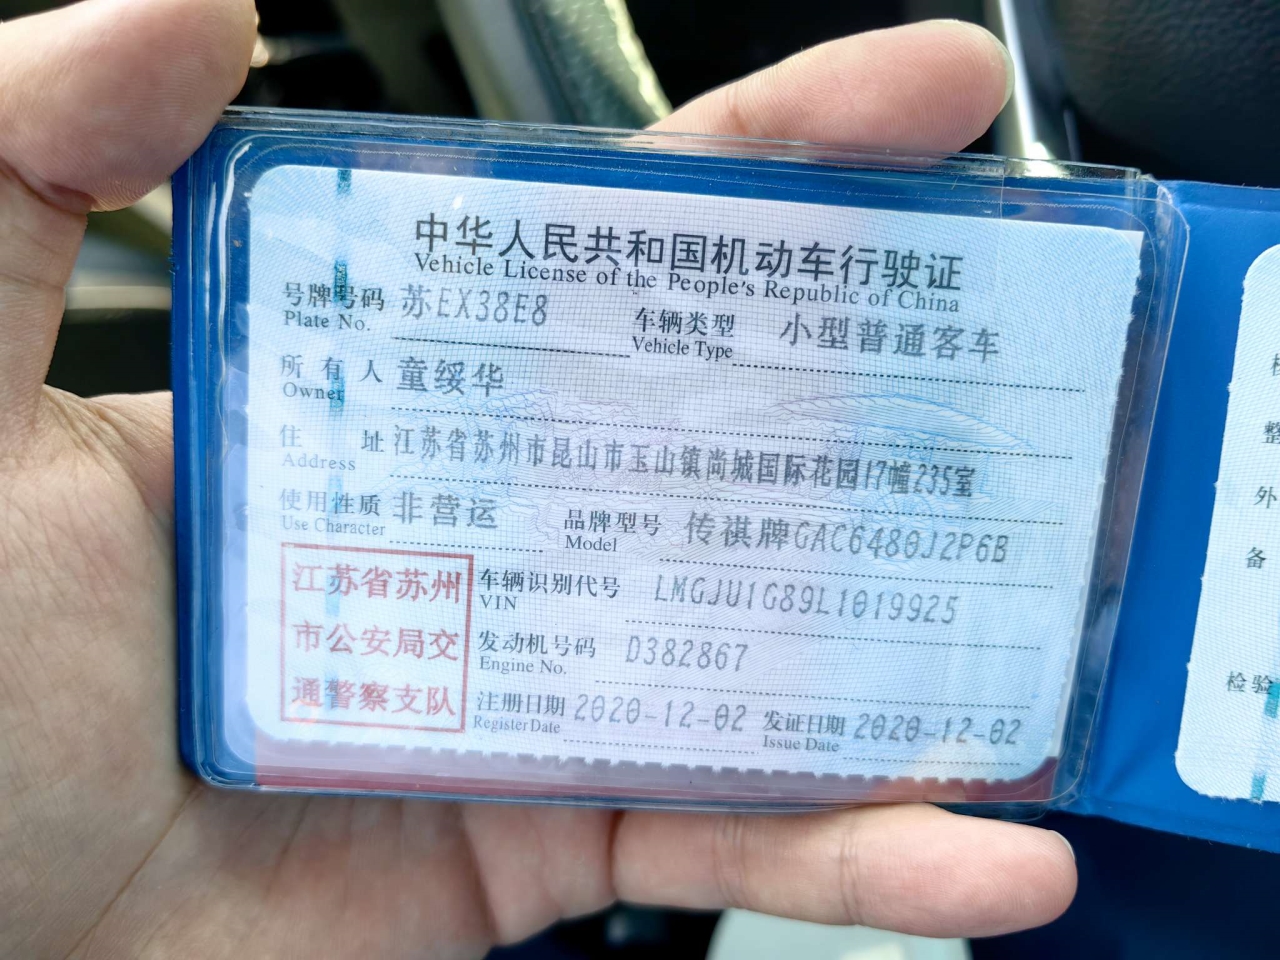 中华人民共和国机动车行驶证
Vehicle License of the People's Republic of China
号牌号码 苏EX38E8 车辆类型 小型普通客车
Plate No. Vehicle Type
所有人 童绥华
Owner
住址 江苏省苏州市昆山市玉山镇尚城国际花园17幢235室
Address
使用性质 非营运 品牌型号 传祺牌GAC6480J2P6B
Use Character Model
江苏省苏州
市公安局交
通警察支队
车辆识别代号 LMGJU1G89L1019925
VIN
发动机号码 D382867
Engine No.
注册日期 2020-12-02 发证日期 2020-12-02
Register Date Issue Date
整
外
备
检验